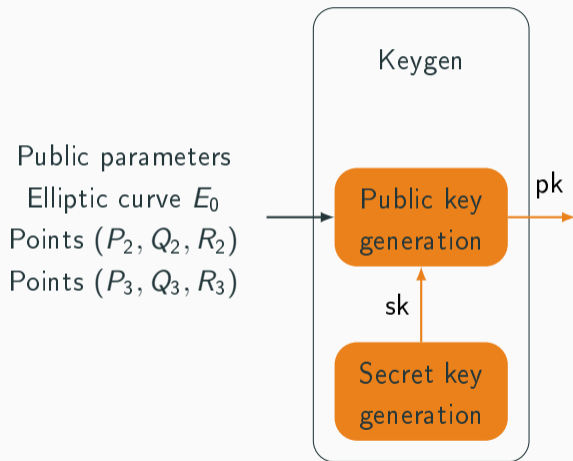 Keygen
Public parameters
Elliptic curve E₀
Points (P₂, Q₂, R₂)
Points (P₃, Q₃, R₃)
Public key
generation
pk
sk
Secret key
generation